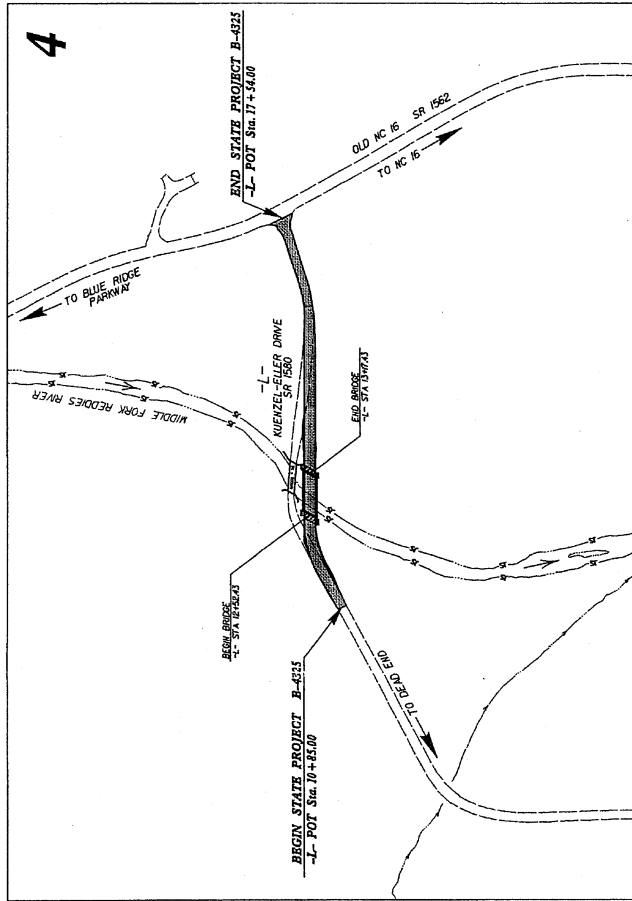 4
END STATE PROJECT B-4325
-L- POT Sta. 17+54.00
OLD NC 16 SR 1562
TO NC 16
TO BLUE RIDGE
PARKWAY
MIDDLE FORK REDDIES RIVER
-L-
KUENZEL-ELLER DRIVE
SR 1580
END BRIDGE
-L- STA 13+17.43
BEGIN BRIDGE
-L- STA 12+52.43
BEGIN STATE PROJECT B-4325
-L- POT Sta. 10+85.00
TO DEAD END